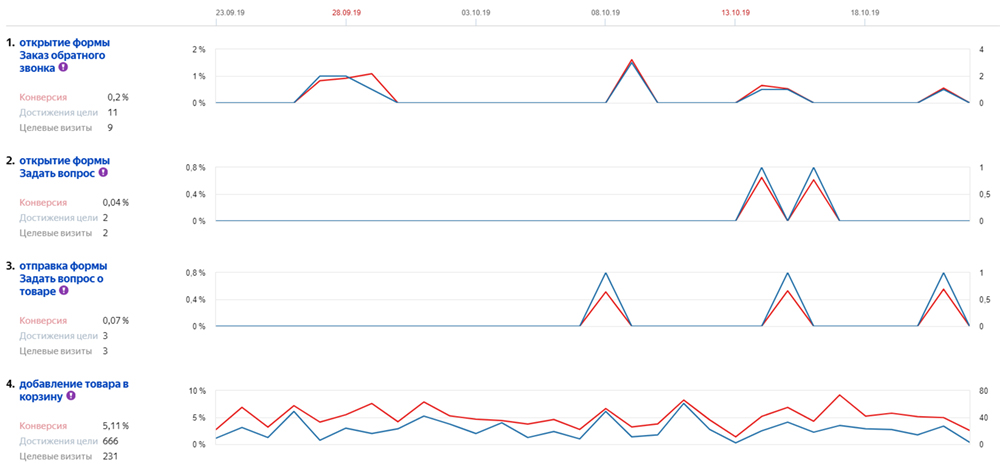 23.09.19 28.09.19 03.10.19 08.10.19 13.10.19 18.10.19
1. открытие формы
Заказ обратного
звонка
2 % 4
1 % 2
0 % 0
Конверсия 0,2 %
Достижения цели 11
Целевые визиты 9
2. открытие формы
Задать вопрос
0,8 % 1
0,4 % 0,5
0 % 0
Конверсия 0,04 %
Достижения цели 2
Целевые визиты 2
3. отправка формы
Задать вопрос о
товаре
0,8 % 1
0,4 % 0,5
0 % 0
Конверсия 0,07 %
Достижения цели 3
Целевые визиты 3
4. добавление товара в
корзину
10 % 80
5 % 40
0 % 0
Конверсия 5,11 %
Достижения цели 666
Целевые визиты 231